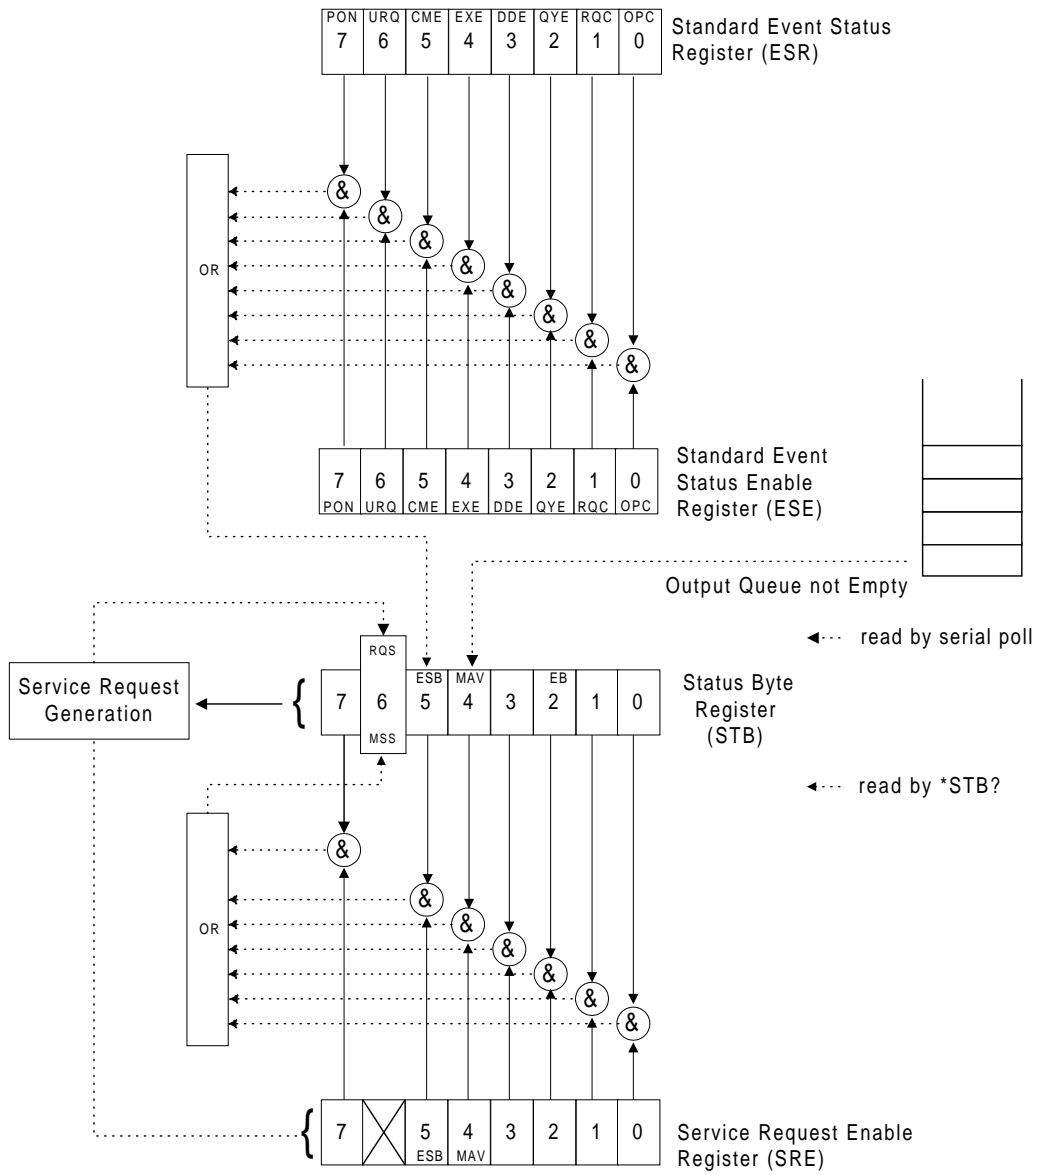 PON URQ CME EXE DDE QYE RQC OPC
7 6 5 4 3 2 1 0
Standard Event Status
Register (ESR)
&
&
&
&
&
&
&
&
OR
7 6 5 4 3 2 1 0
PON URQ CME EXE DDE QYE RQC OPC
Standard Event
Status Enable
Register (ESE)
Output Queue not Empty
read by serial poll
RQS
ESB MAV EB
7 6 5 4 3 2 1 0
MSS
Status Byte
Register
(STB)
Service Request
Generation
{
read by *STB?
&
&
&
&
&
&
&
OR
{
7 5 4 3 2 1 0
ESB MAV
Service Request Enable
Register (SRE)